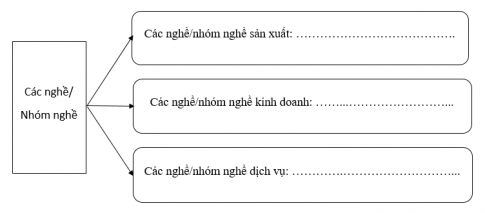 Các nghề/nhóm nghề sản xuất: ………………………………….
Các nghề/
Nhóm nghề
Các nghề/nhóm nghề kinh doanh: ……...……………………...
Các nghề/nhóm nghề dịch vụ: ………….…………………………...